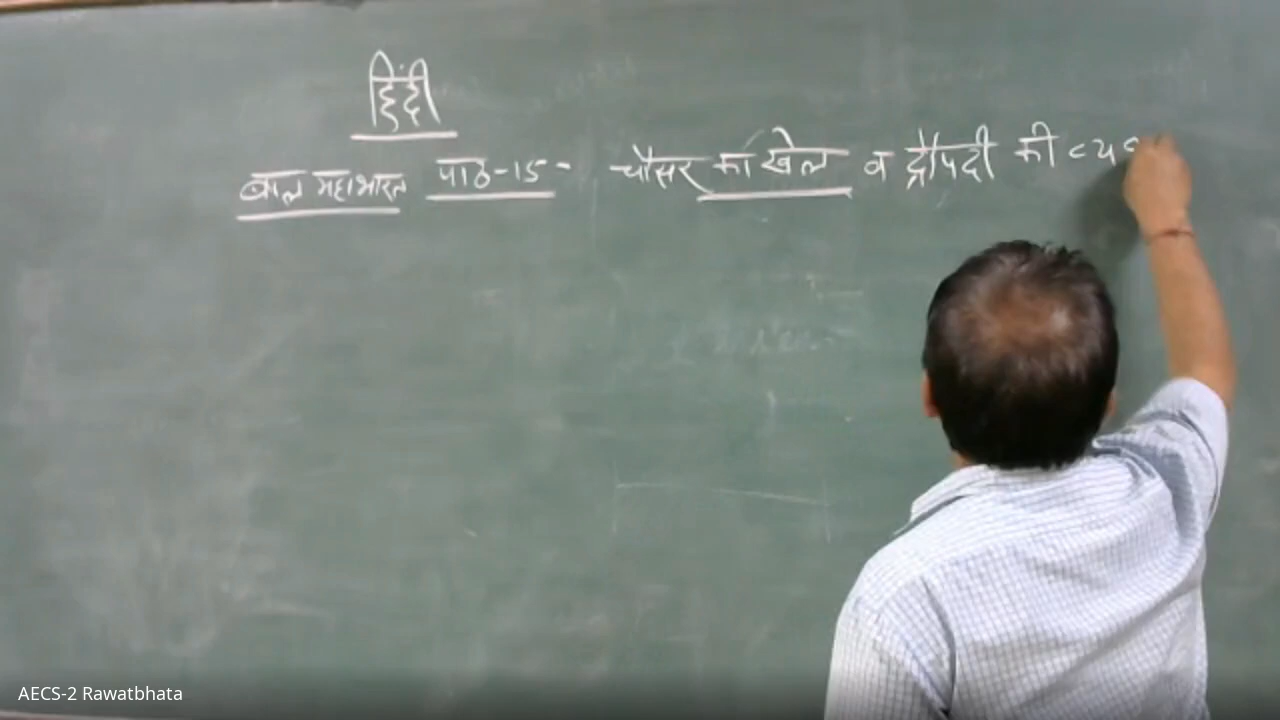 हिंदी
बाल महाभारत पाठ-15- चौसर का खेल व द्रौपदी की
AECS-2 Rawatbhata